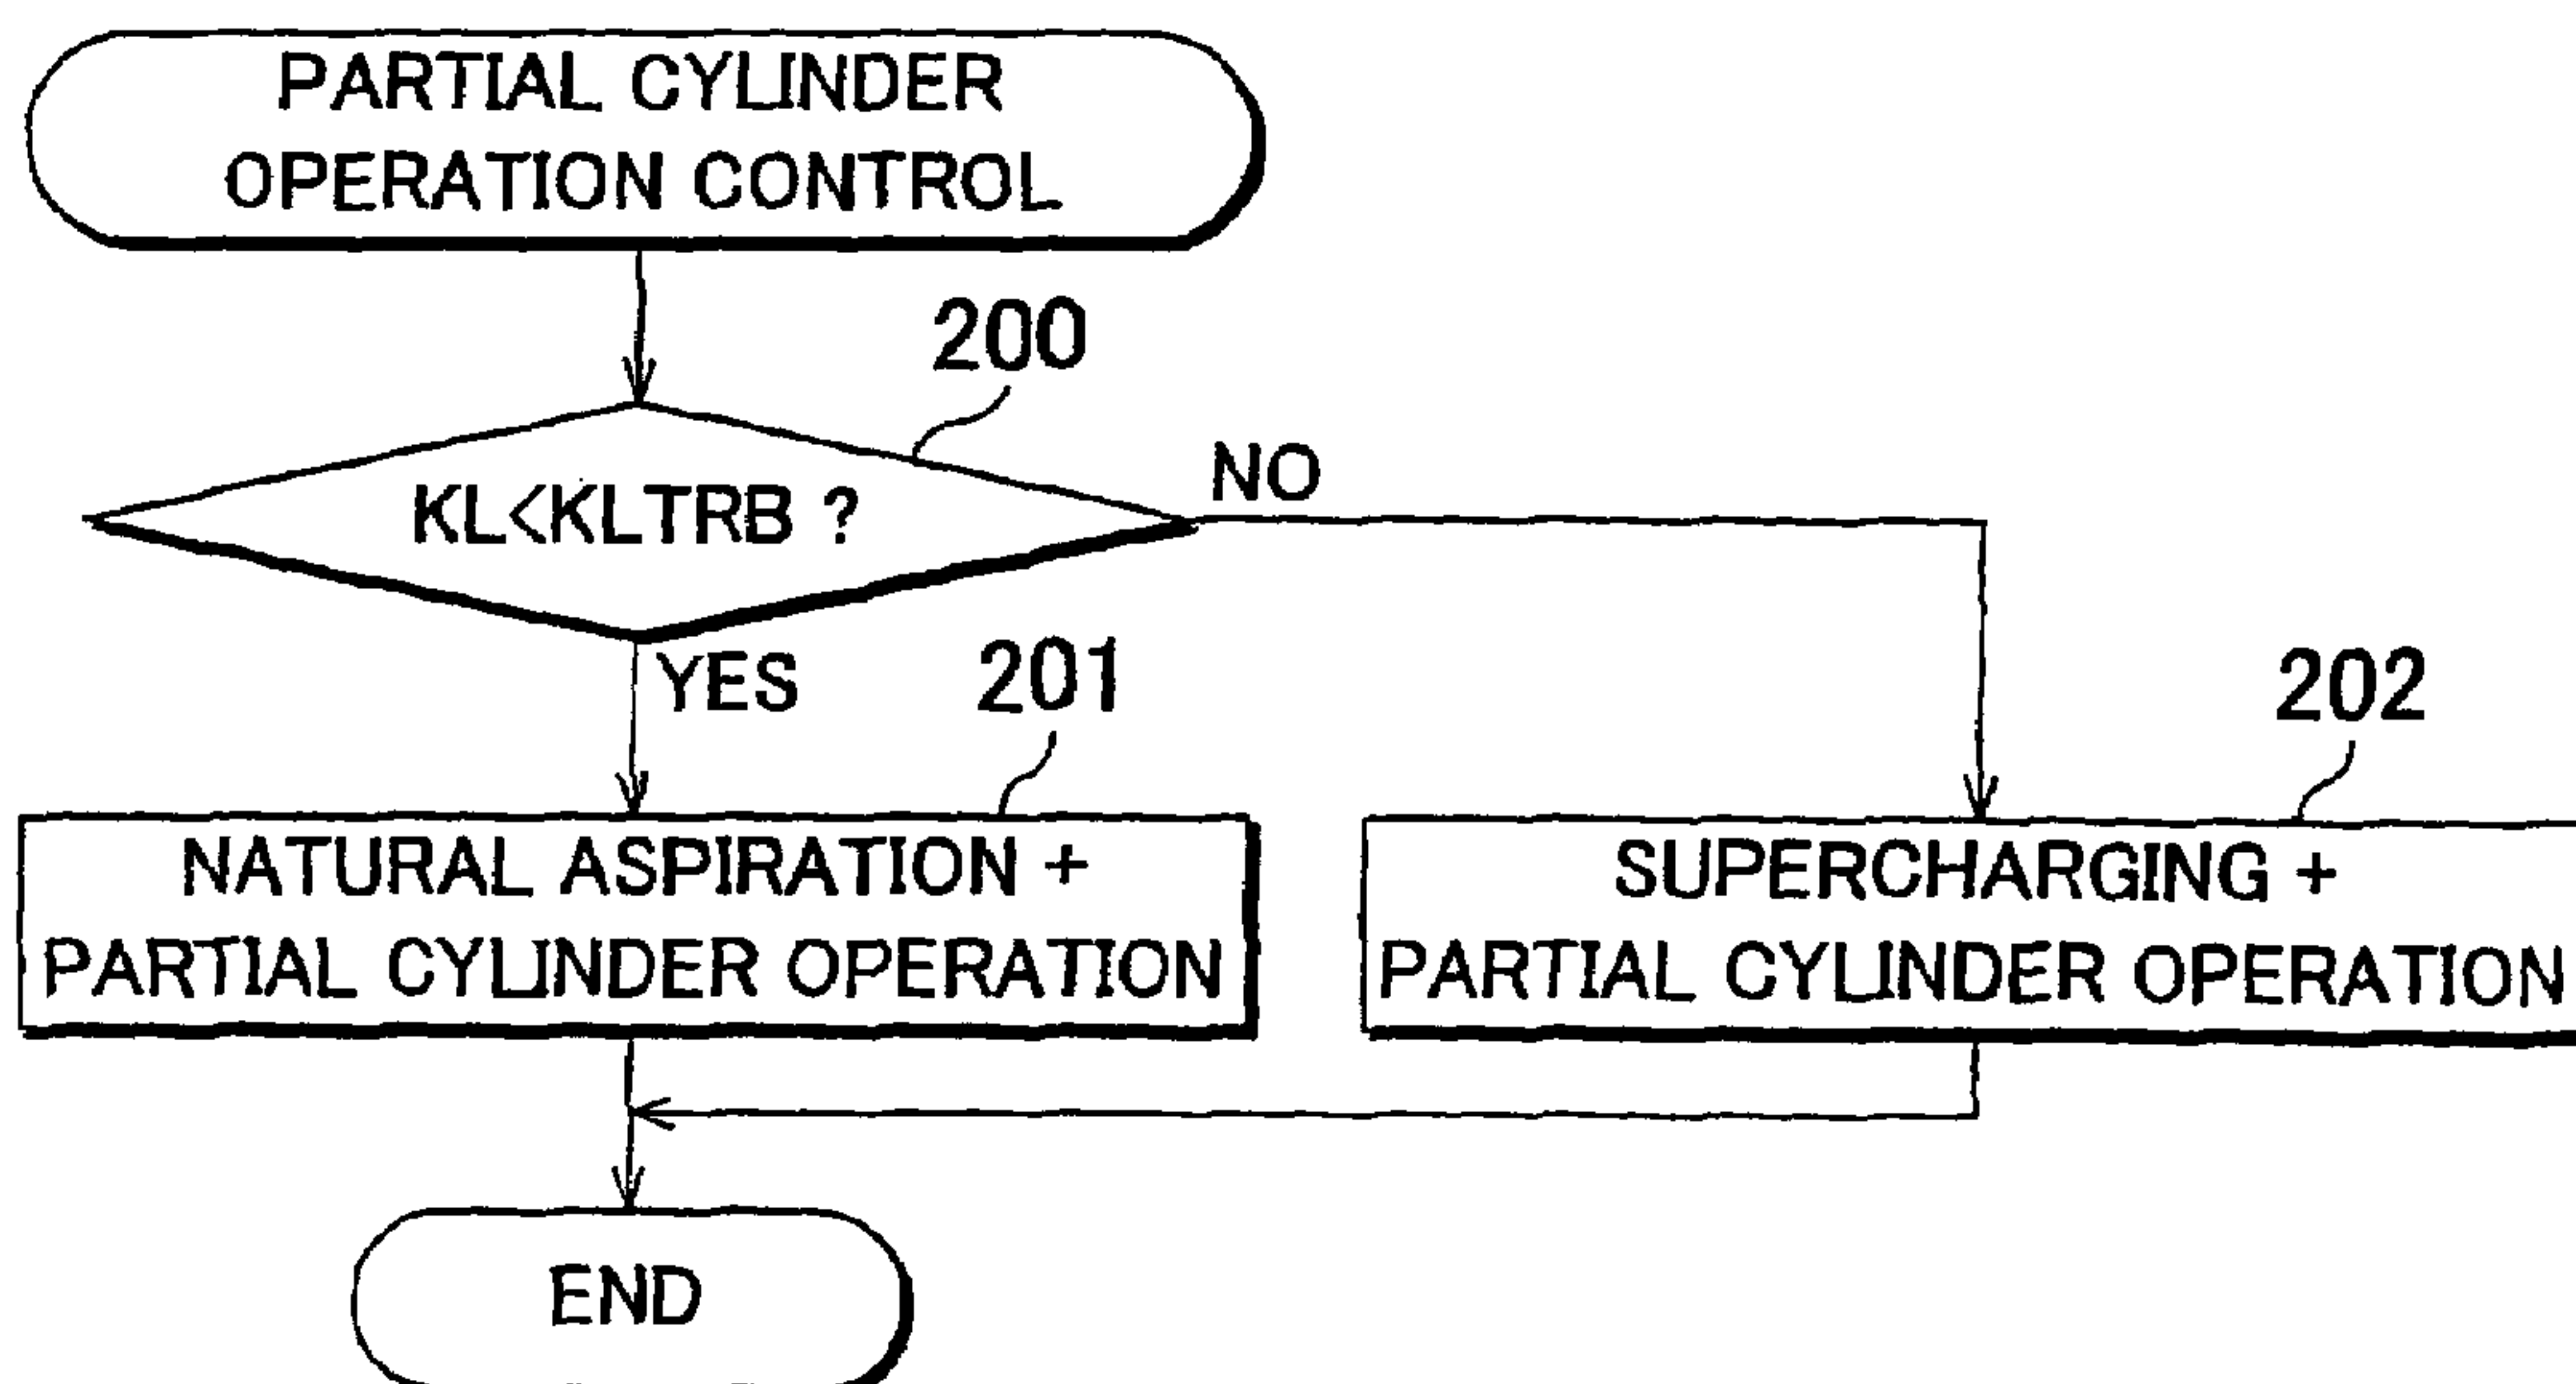 PARTIAL CYLINDER
OPERATION CONTROL
200
KL<KLTRB ?
NO
YES
201
202
NATURAL ASPIRATION +
PARTIAL CYLINDER OPERATION
SUPERCHARGING +
PARTIAL CYLINDER OPERATION
END